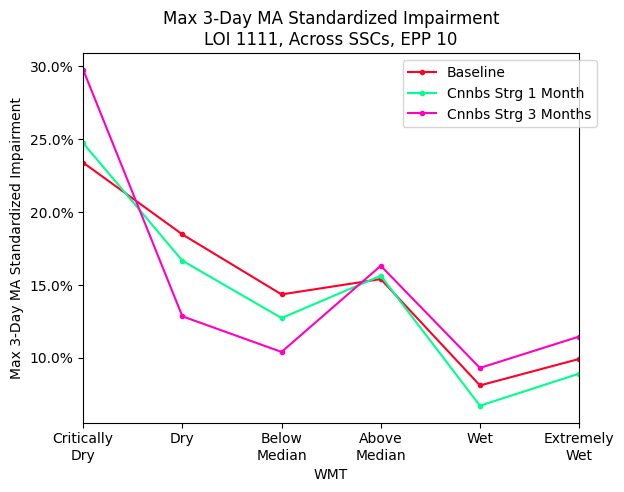 Max 3-Day MA Standardized Impairment
LOI 1111, Across SSCs, EPP 10
Baseline
Cnnbs Strg 1 Month
Cnnbs Strg 3 Months
Max 3-Day MA Standardized Impairment
30.0%
25.0%
20.0%
15.0%
10.0%
Critically
Dry
Dry
Below
Median
Above
Median
Wet
Extremely
Wet
WMT